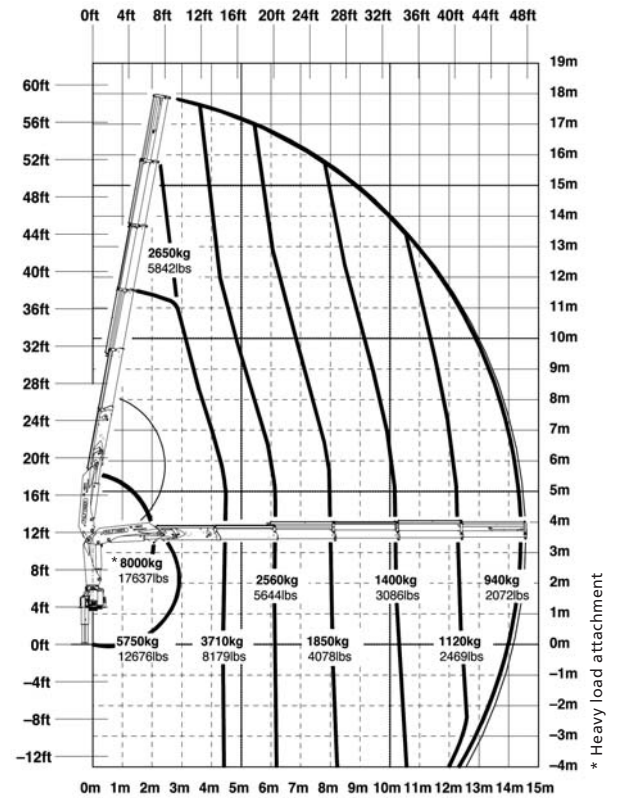 0ft 4ft 8ft 12ft 16ft 20ft 24ft 28ft 32ft 36ft 40ft 44ft 48ft
19m
60ft 18m
56ft 17m
52ft 16m
15m
48ft 14m
44ft 13m
2650kg
5842lbs
40ft 12m
36ft 11m
32ft 10m
9m
28ft 8m
24ft 7m
20ft 6m
16ft 5m
12ft 4m
3m
* 8000kg
17637lbs
8ft 2560kg 1400kg 940kg 2m
5644lbs 3086lbs 2072lbs
4ft 1m
0ft 5750kg 3710kg 1850kg 1120kg 0m
12676lbs 8179lbs 4078lbs 2469lbs
–1m
–4ft –2m
–8ft –3m
–12ft –4m
0m 1m 2m 3m 4m 5m 6m 7m 8m 9m 10m 11m 12m 13m 14m 15m
* Heavy load attachment